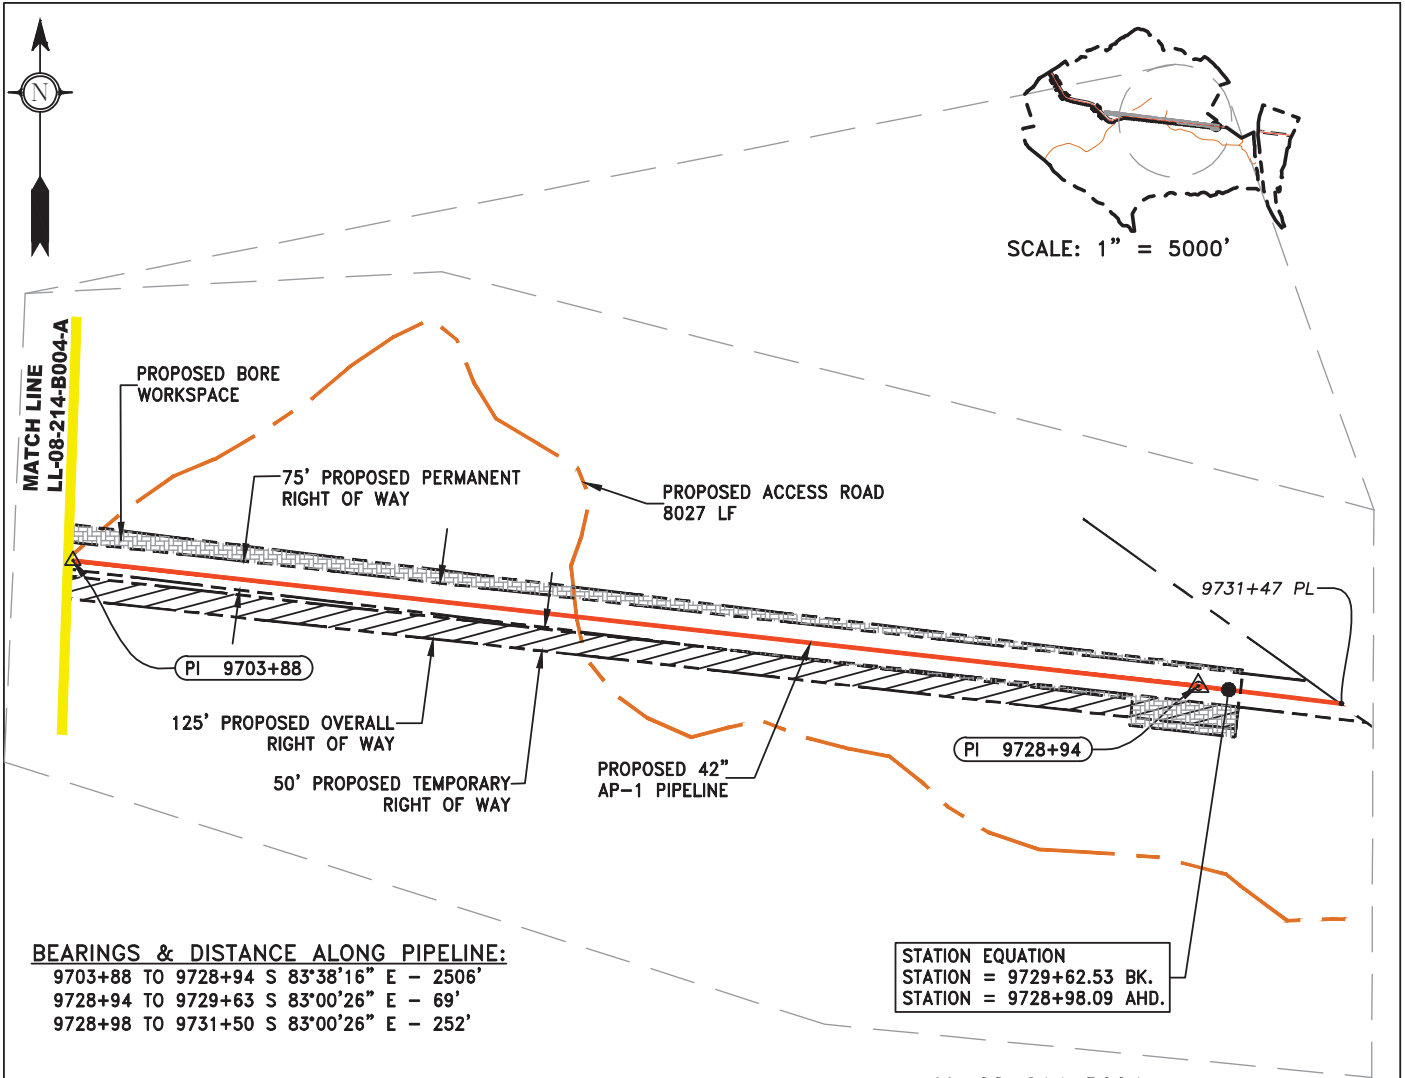 N
SCALE: 1" = 5000'
MATCH LINE
LL-08-214-B004-A
PROPOSED BORE
WORKSPACE
75' PROPOSED PERMANENT
RIGHT OF WAY
PROPOSED ACCESS ROAD
8027 LF
9731+47 PL
PI 9703+88
125' PROPOSED OVERALL
RIGHT OF WAY
50' PROPOSED TEMPORARY
RIGHT OF WAY
PROPOSED 42"
AP-1 PIPELINE
PI 9728+94
BEARINGS & DISTANCE ALONG PIPELINE:
9703+88 TO 9728+94 S 83°38'16" E - 2506'
9728+94 TO 9729+63 S 83°00'26" E - 69'
9728+98 TO 9731+50 S 83°00'26" E - 252'
STATION EQUATION
STATION = 9729+62.53 BK.
STATION = 9728+98.09 AHD.